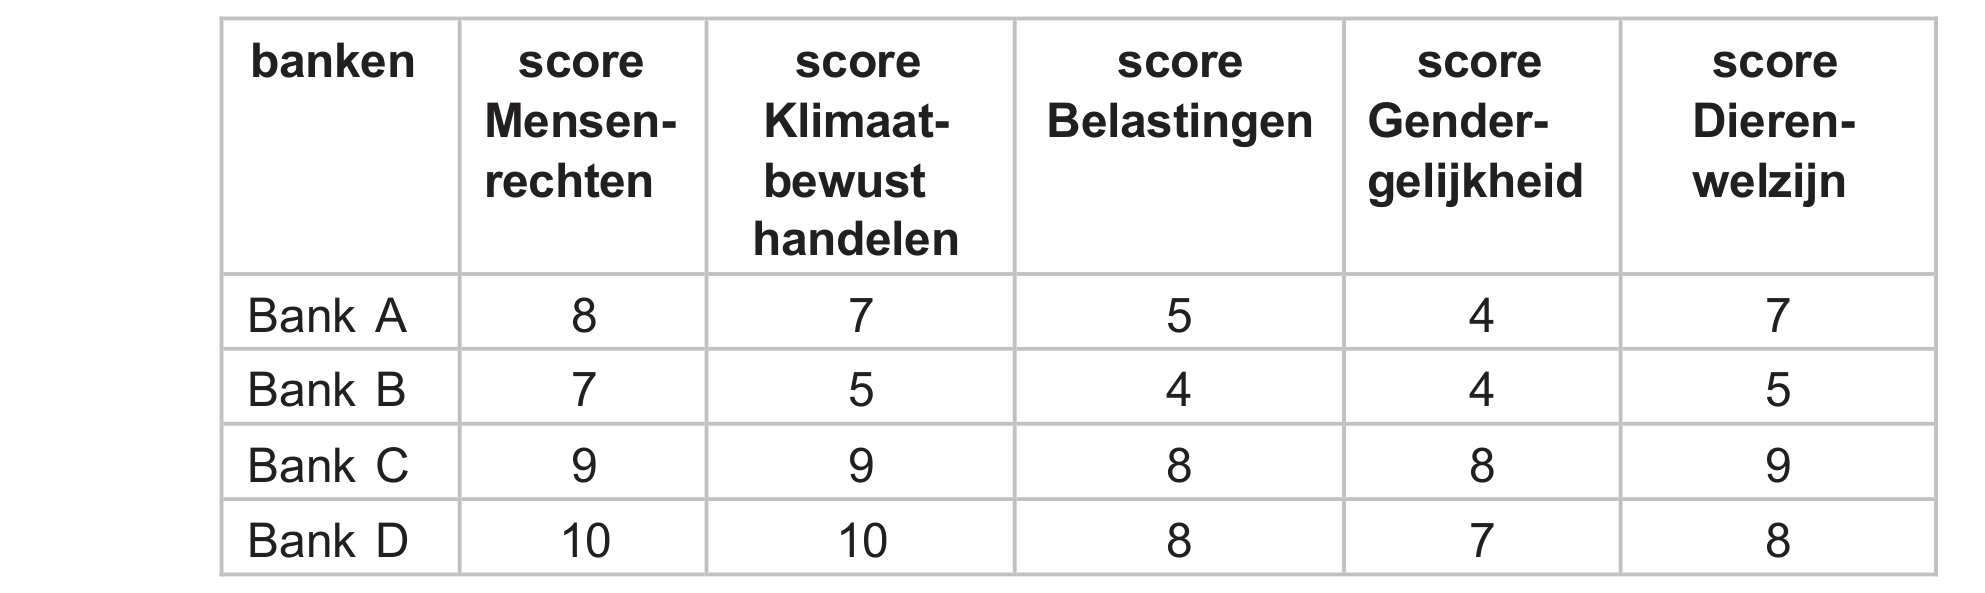 banken score score score score score
Mensen- Klimaat- Belastingen Gender- Dieren-
rechten bewust gelijkheid welzijn
handelen
Bank A 8 7 5 4 7
Bank B 7 5 4 4 5
Bank C 9 9 8 8 9
Bank D 10 10 8 7 8